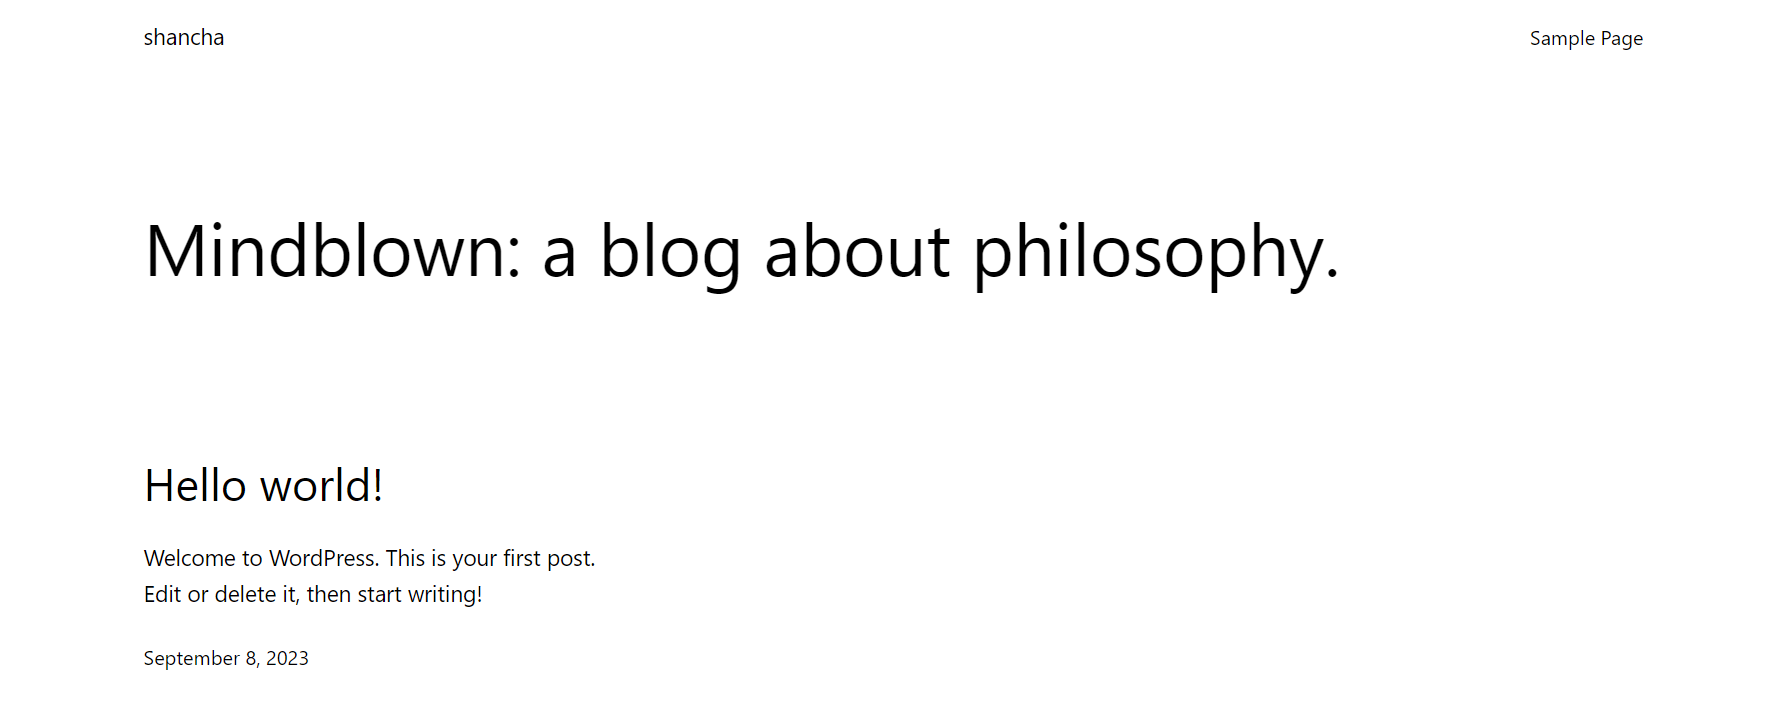 shancha
Sample Page
Mindblown: a blog about philosophy.
Hello world!
Welcome to WordPress. This is your first post.
Edit or delete it, then start writing!
September 8, 2023